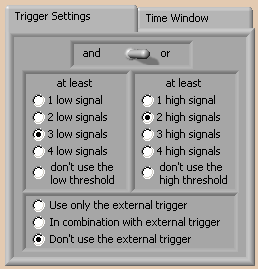 Trigger Settings
Time Window
and or
at least
1 low signal
2 low signals
3 low signals
4 low signals
don't use the
low threshold
at least
1 high signal
2 high signals
3 high signals
4 high signals
don't use the
high threshold
Use only the external trigger
In combination with external trigger
Don't use the external trigger